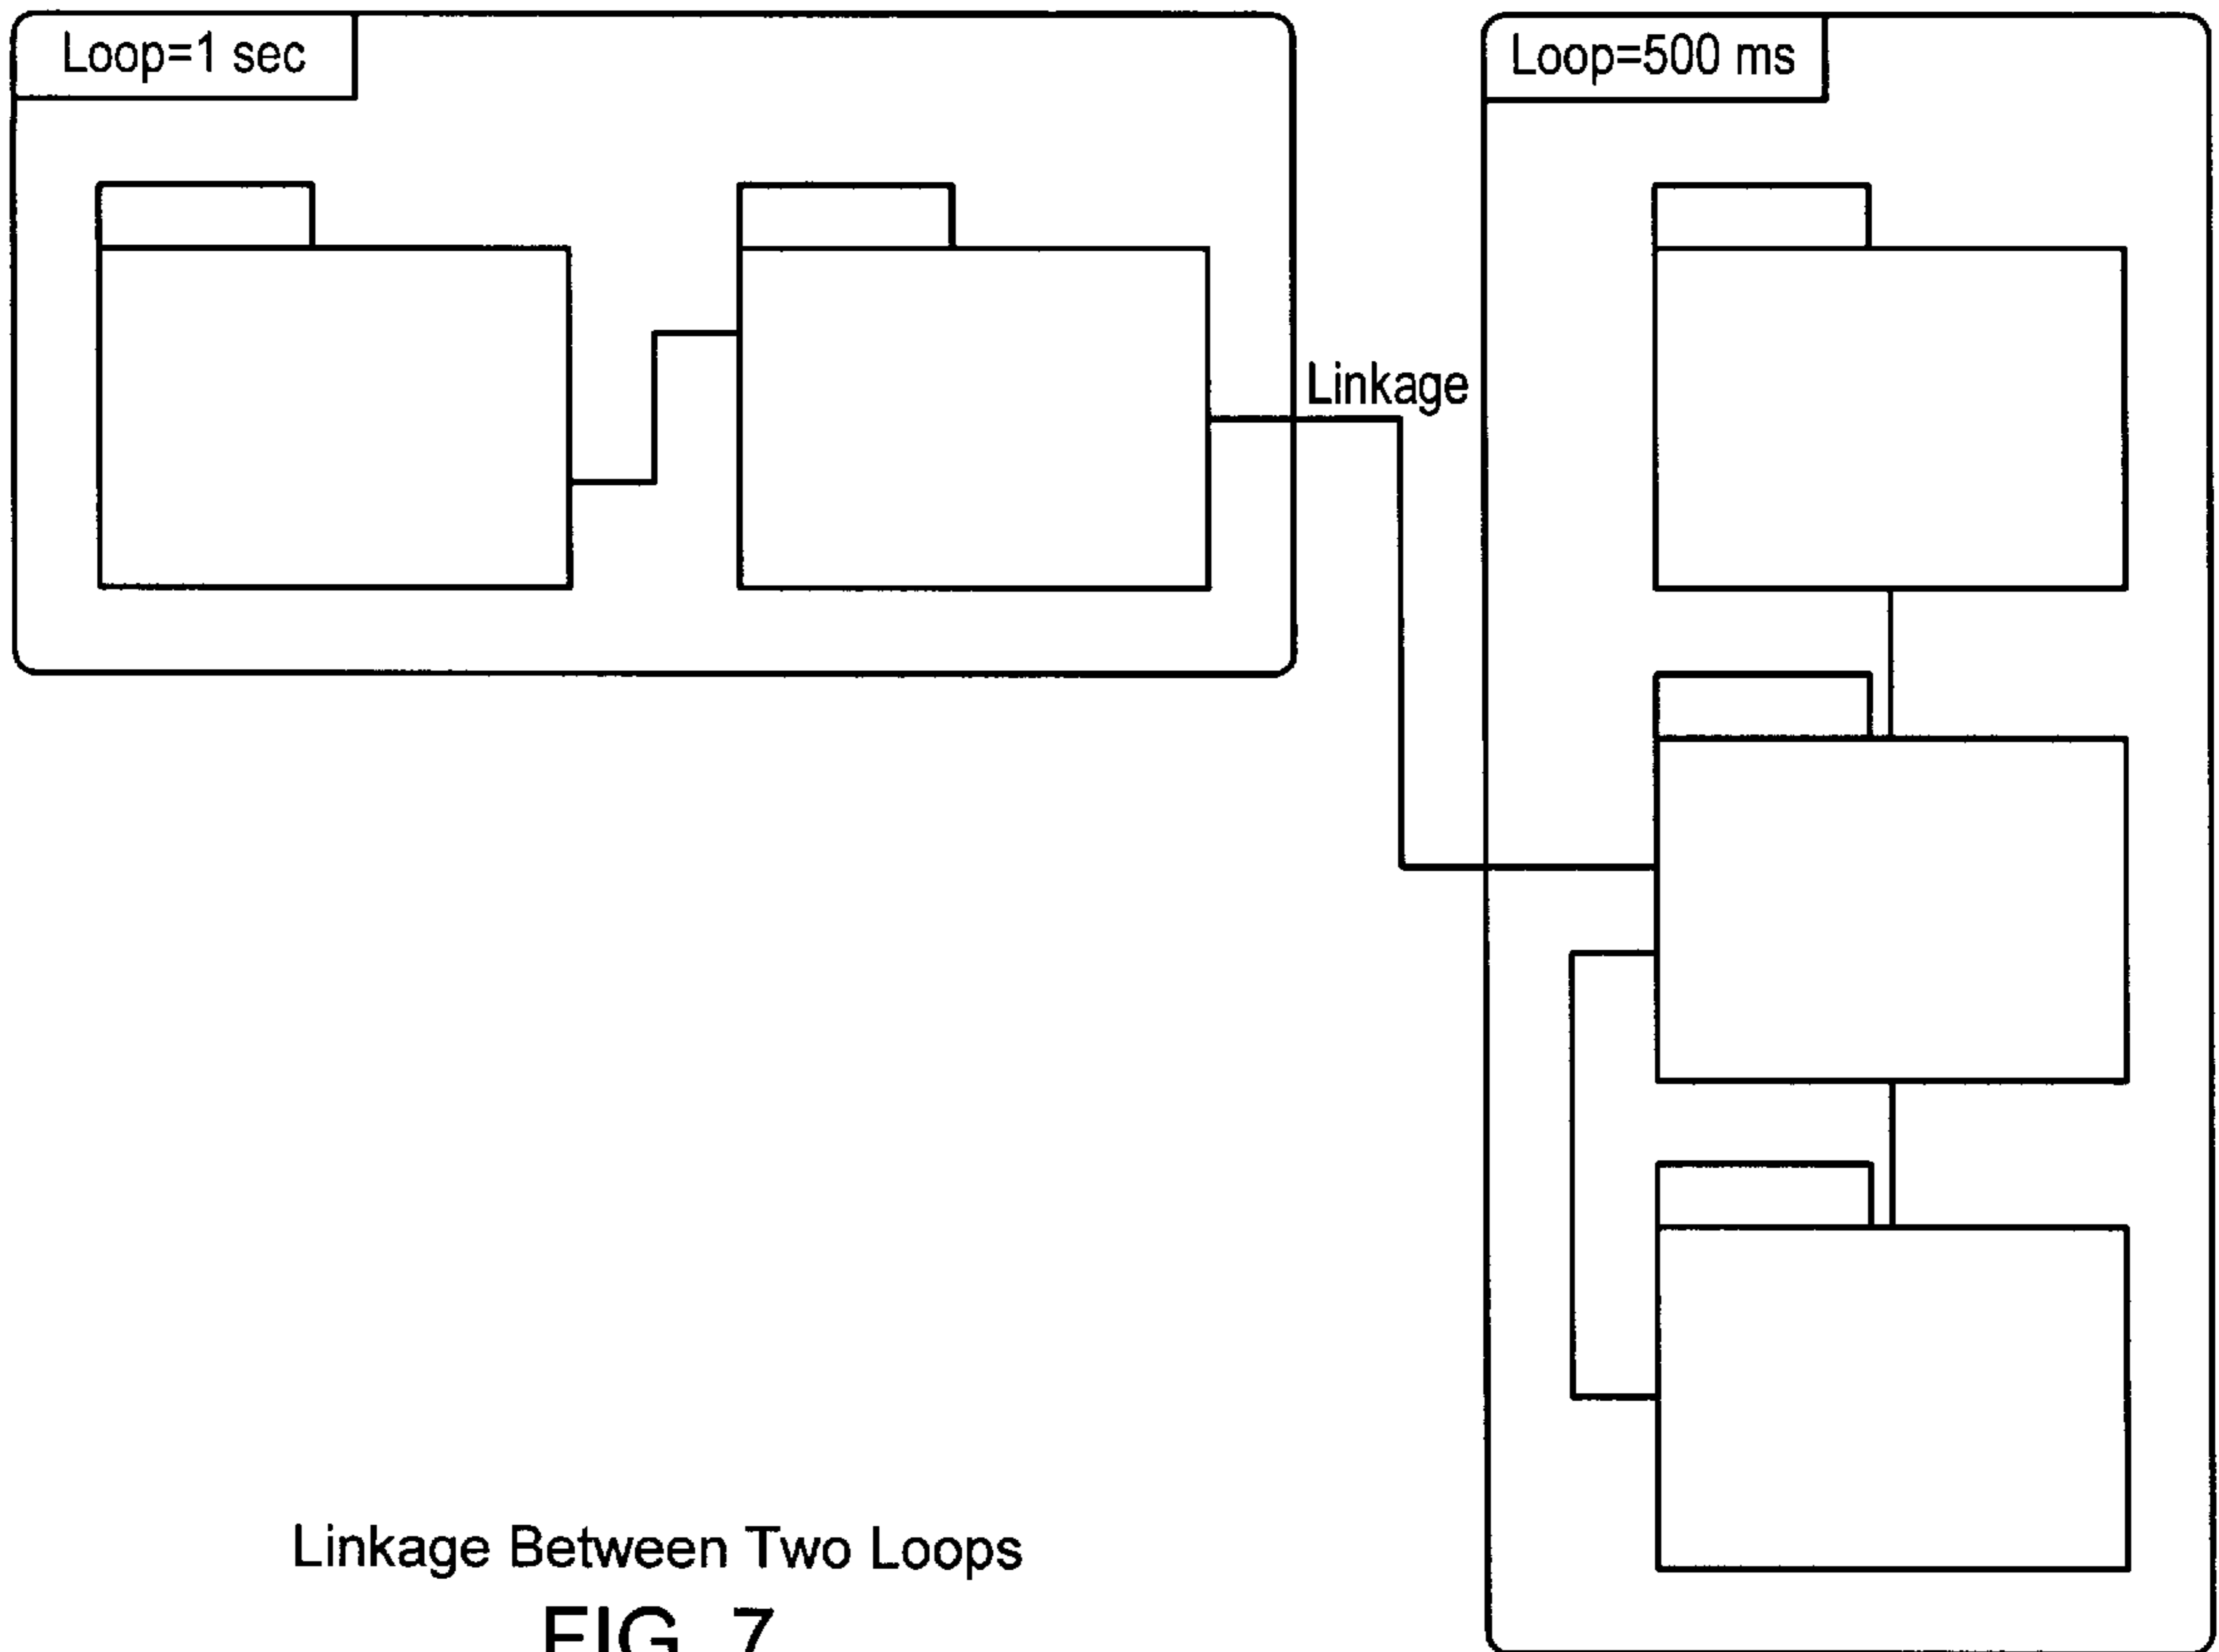 Loop=1 sec
Loop=500 ms
Linkage
Linkage Between Two Loops
FIG. 7